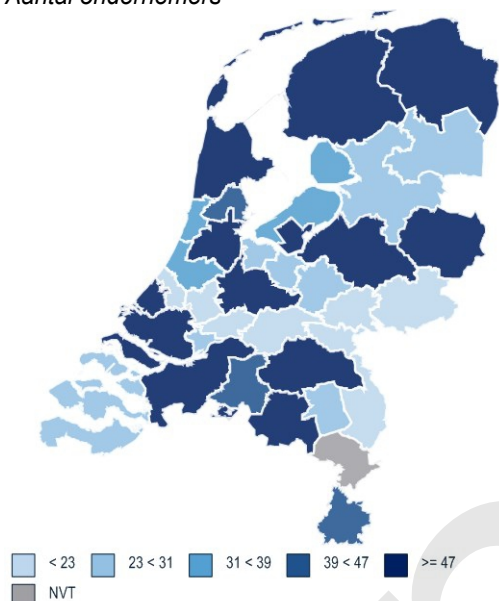 Aantal ondernemers
< 23 23 < 31 31 < 39 39 < 47 >= 47
NVT